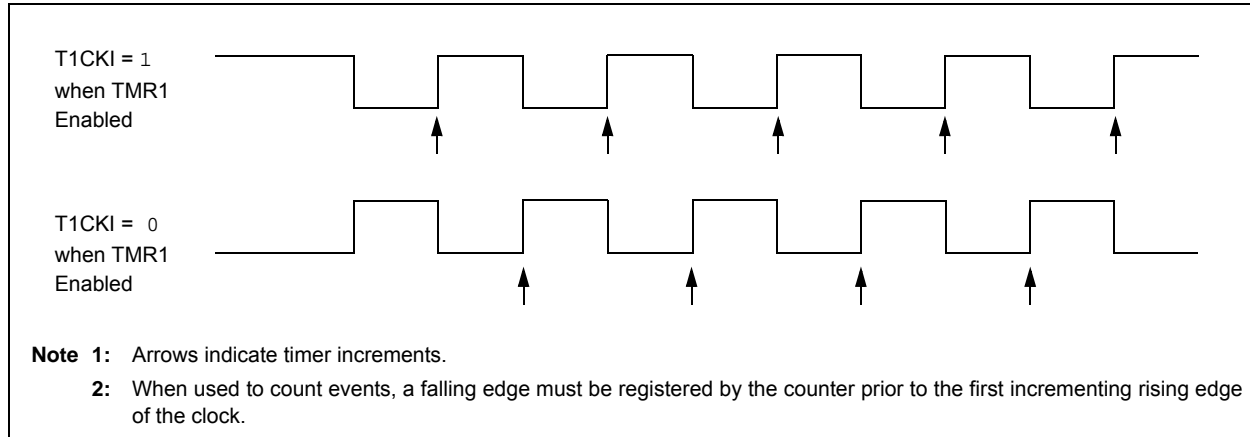 T1CKI = 1
when TMR1
Enabled
T1CKI = 0
when TMR1
Enabled
Note 1: Arrows indicate timer increments.
2: When used to count events, a falling edge must be registered by the counter prior to the first incrementing rising edge
of the clock.